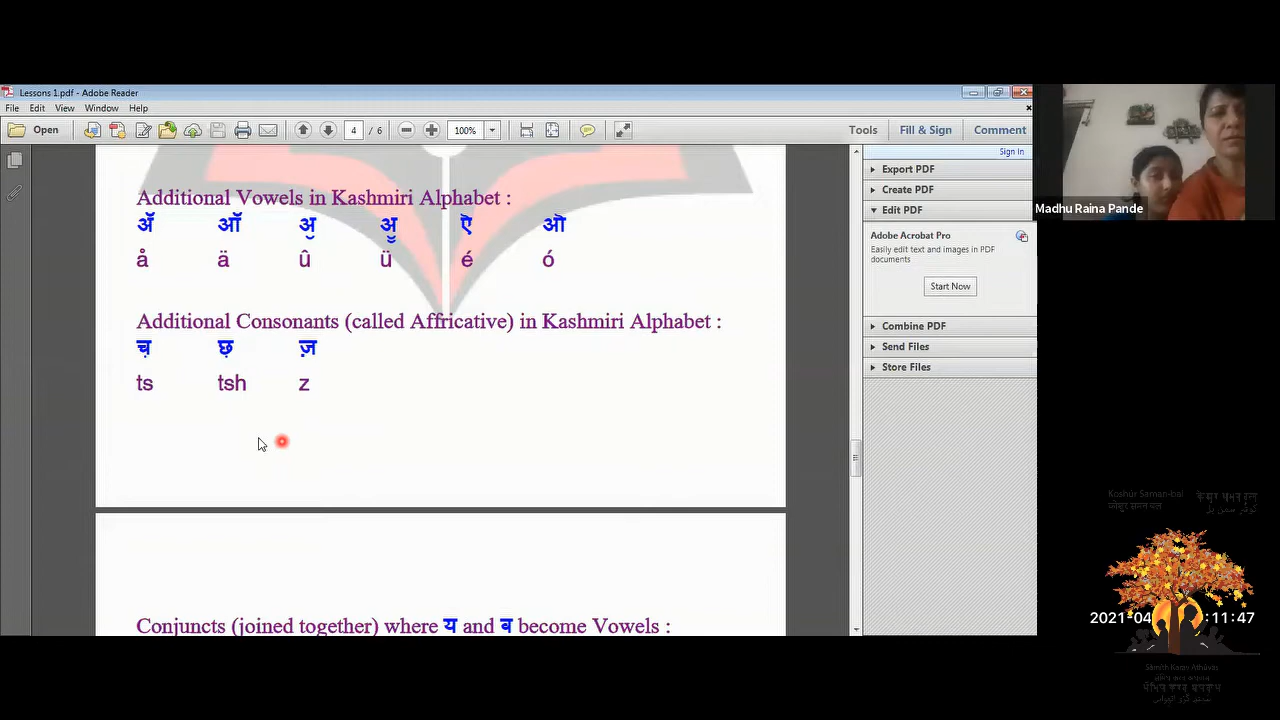 Lessons 1.pdf - Adobe Reader
File Edit View Window Help
Open 4 / 6 100% Tools Fill & Sign Comment
Sign In
Export PDF
Create PDF
Edit PDF
Adobe Acrobat Pro
Easily edit text and images in PDF
documents
Start Now
Combine PDF
Send Files
Store Files
Additional Vowels in Kashmiri Alphabet :
अॅ ऑ अॖ अॗ ऎ ऒ
å ä û ü é ó
Additional Consonants (called Affricative) in Kashmiri Alphabet :
च़ छ़ ज़
ts tsh z
Conjuncts (joined together) where य and व become Vowels :
Madhu Raina Pande
Koshur Saman-bal
2021-04
:11:47